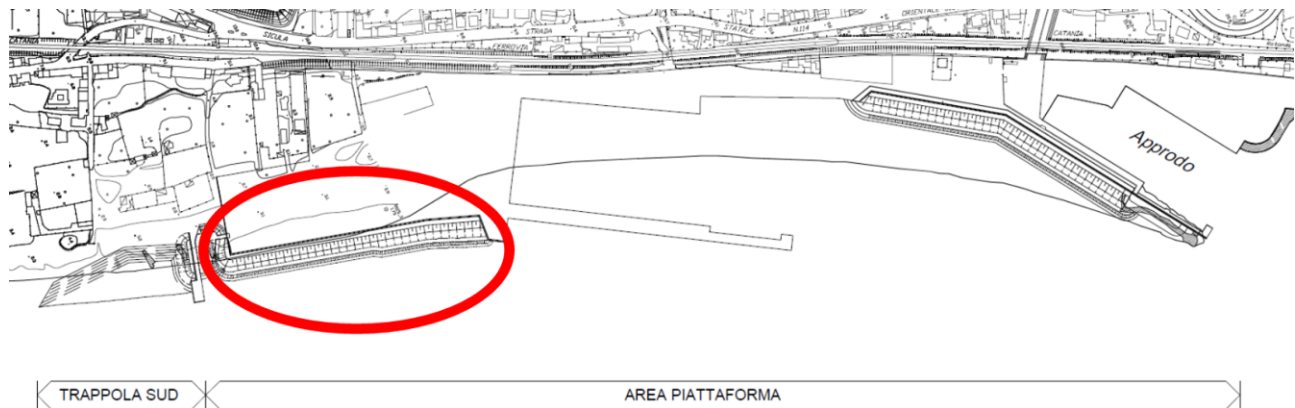 CATANIA
SICULA
STRADA
FERROVIA
STATALE
N.114
ORIENTALE
CATANIA
Approdo
TRAPPOLA SUD
AREA PIATTAFORMA